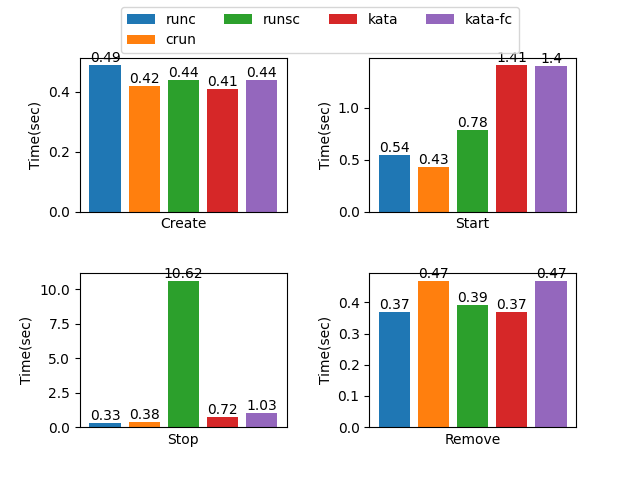 runc
crun
runsc
kata
kata-fc
Time(sec)
0.4
0.2
0.0
0.49
0.42
0.44
0.41
0.44
Create
Time(sec)
1.0
0.5
0.0
0.54
0.43
0.78
1.41
1.4
Start
Time(sec)
10.0
7.5
5.0
2.5
0.0
0.33
0.38
10.62
0.72
1.03
Stop
Time(sec)
0.4
0.3
0.2
0.1
0.0
0.37
0.47
0.39
0.37
0.47
Remove